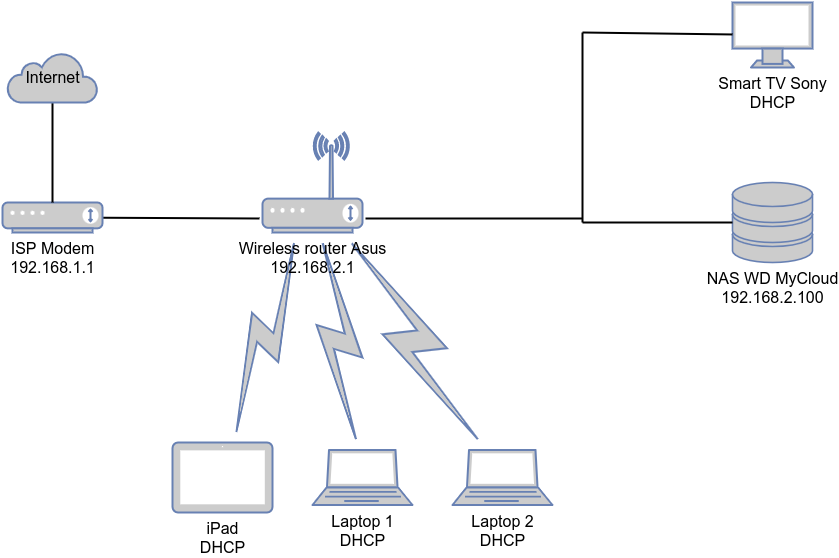 Internet
Smart TV Sony
DHCP
ISP Modem
192.168.1.1
Wireless router Asus
192.168.2.1
NAS WD MyCloud
192.168.2.100
iPad
DHCP
Laptop 1
DHCP
Laptop 2
DHCP